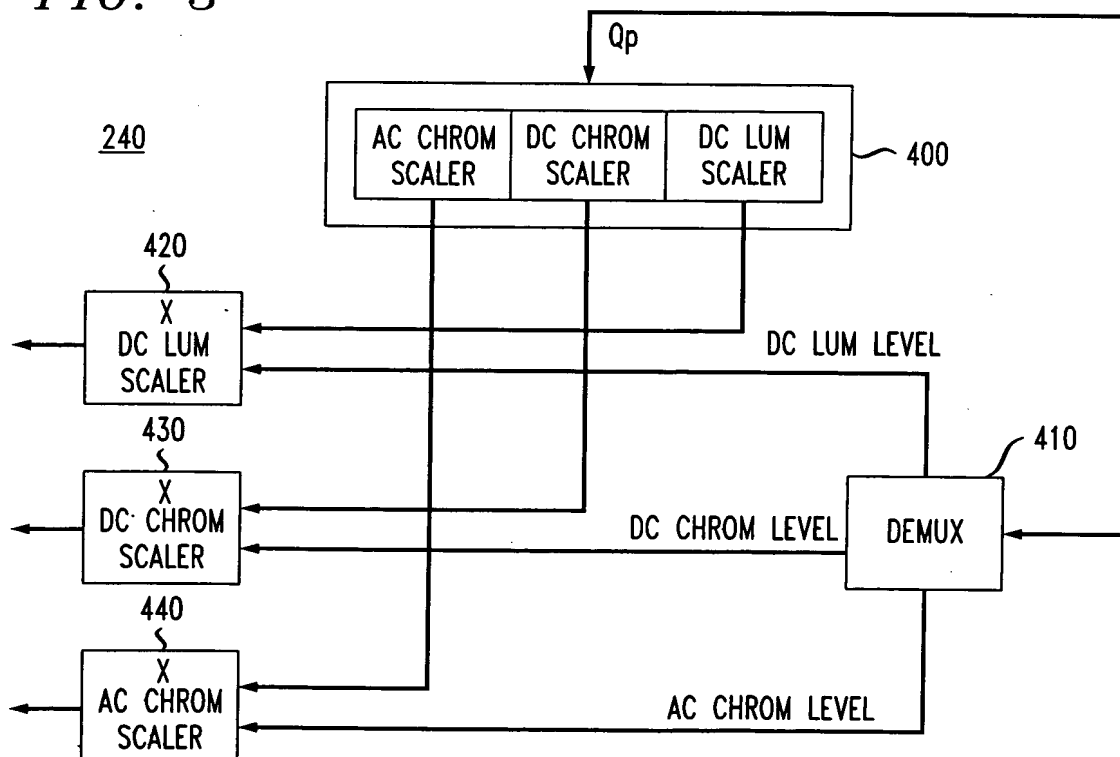 FIG. 3
Qp
240
AC CHROM
SCALER
DC CHROM
SCALER
DC LUM
SCALER
400
420
X
DC LUM
SCALER
DC LUM LEVEL
430
X
DC CHROM
SCALER
410
DC CHROM LEVEL
DEMUX
440
X
AC CHROM
SCALER
AC CHROM LEVEL